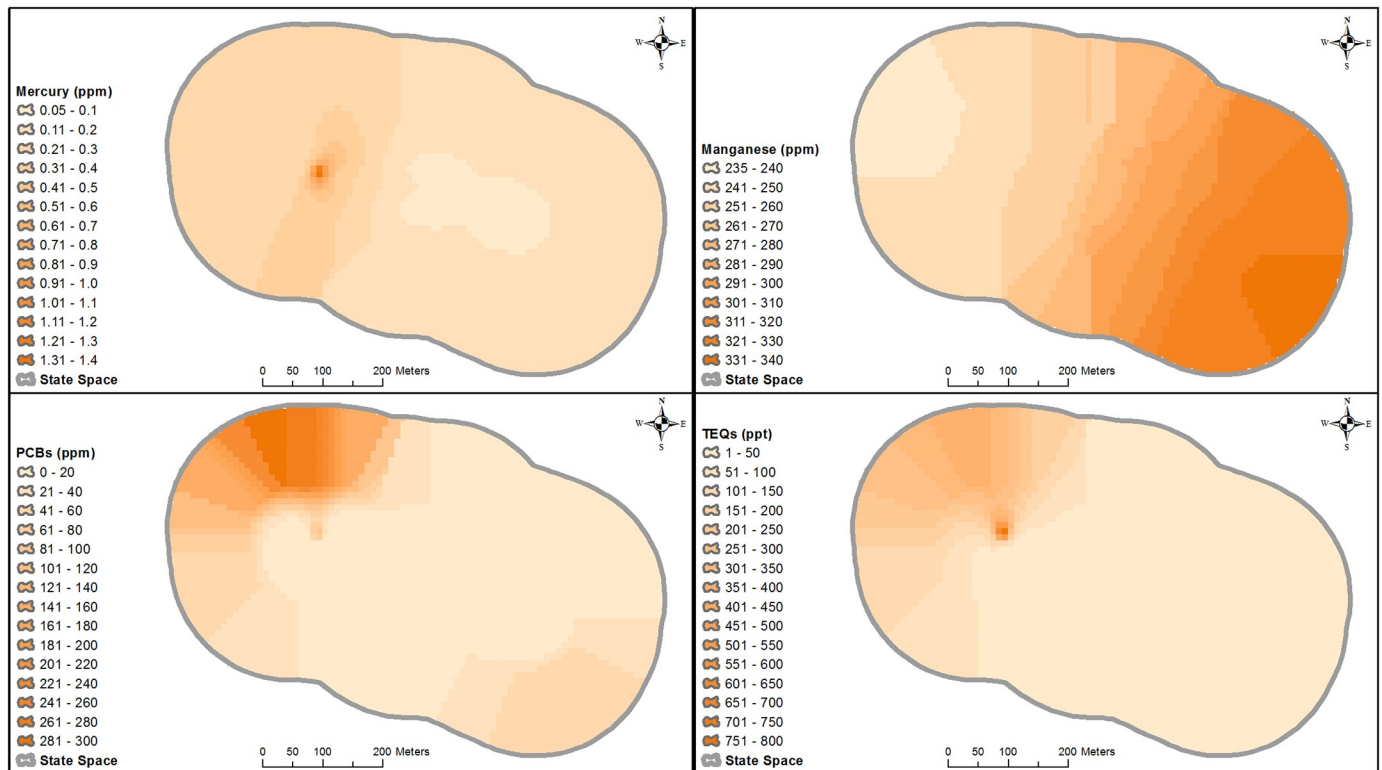 N
W E
S
Mercury (ppm)
0.05 - 0.1
0.11 - 0.2
0.21 - 0.3
0.31 - 0.4
0.41 - 0.5
0.51 - 0.6
0.61 - 0.7
0.71 - 0.8
0.81 - 0.9
0.91 - 1.0
1.01 - 1.1
1.11 - 1.2
1.21 - 1.3
1.31 - 1.4
State Space
0 50 100 200 Meters
N
W E
S
Manganese (ppm)
235 - 240
241 - 250
251 - 260
261 - 270
271 - 280
281 - 290
291 - 300
301 - 310
311 - 320
321 - 330
331 - 340
State Space
0 50 100 200 Meters
N
W E
S
PCBs (ppm)
0 - 20
21 - 40
41 - 60
61 - 80
81 - 100
101 - 120
121 - 140
141 - 160
161 - 180
181 - 200
201 - 220
221 - 240
241 - 260
261 - 280
281 - 300
State Space
0 50 100 200 Meters
N
W E
S
TEQs (ppt)
1 - 50
51 - 100
101 - 150
151 - 200
201 - 250
251 - 300
301 - 350
351 - 400
401 - 450
451 - 500
501 - 550
551 - 600
601 - 650
651 - 700
701 - 750
751 - 800
State Space
0 50 100 200 Meters